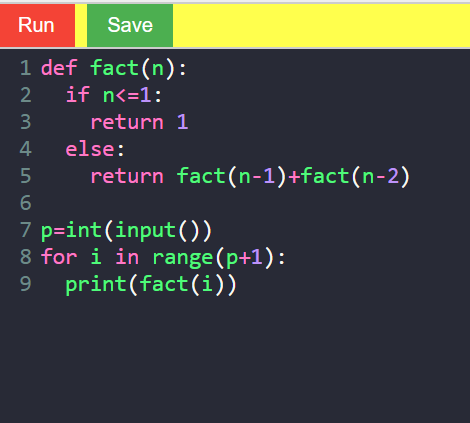 Run Save
1 def fact(n):
2   if n<=1:
3     return 1
4   else:
5     return fact(n-1)+fact(n-2)
6
7 p=int(input())
8 for i in range(p+1):
9   print(fact(i))